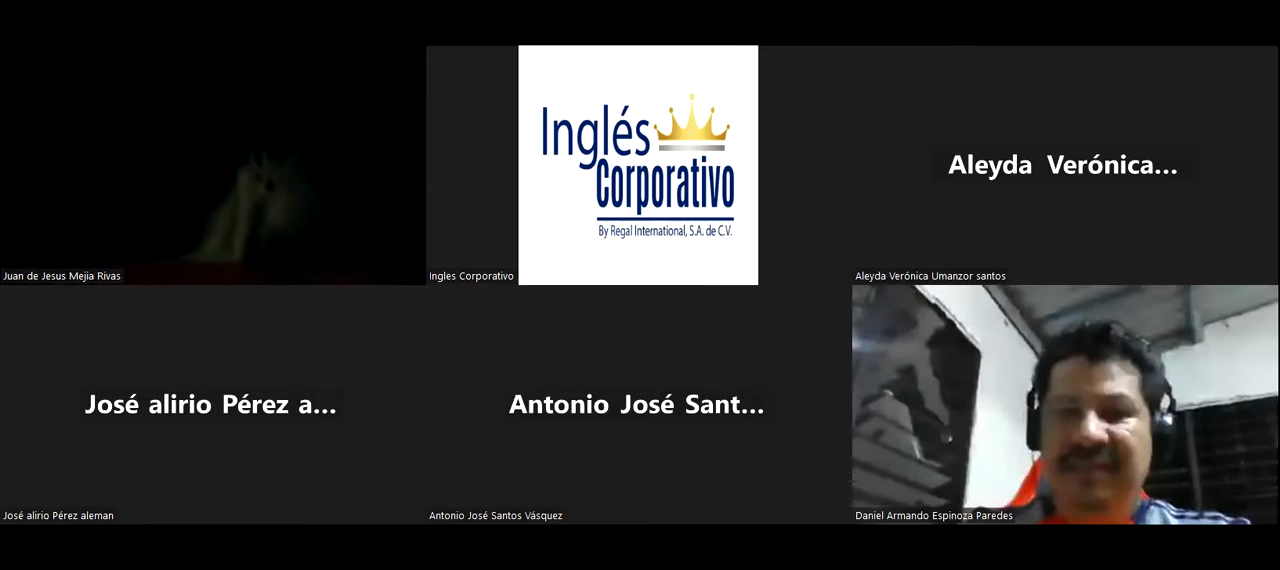 Inglés
Corporativo
By Regal International, S.A. de C.V.
Aleyda Verónica...
Juan de Jesus Mejia Rivas
Ingles Corporativo
Aleyda Verónica Umanzor santos
José alirio Pérez a...
Antonio José Sant...
José alirio Pérez aleman
Antonio José Santos Vásquez
Daniel Armando Espinoza Paredes